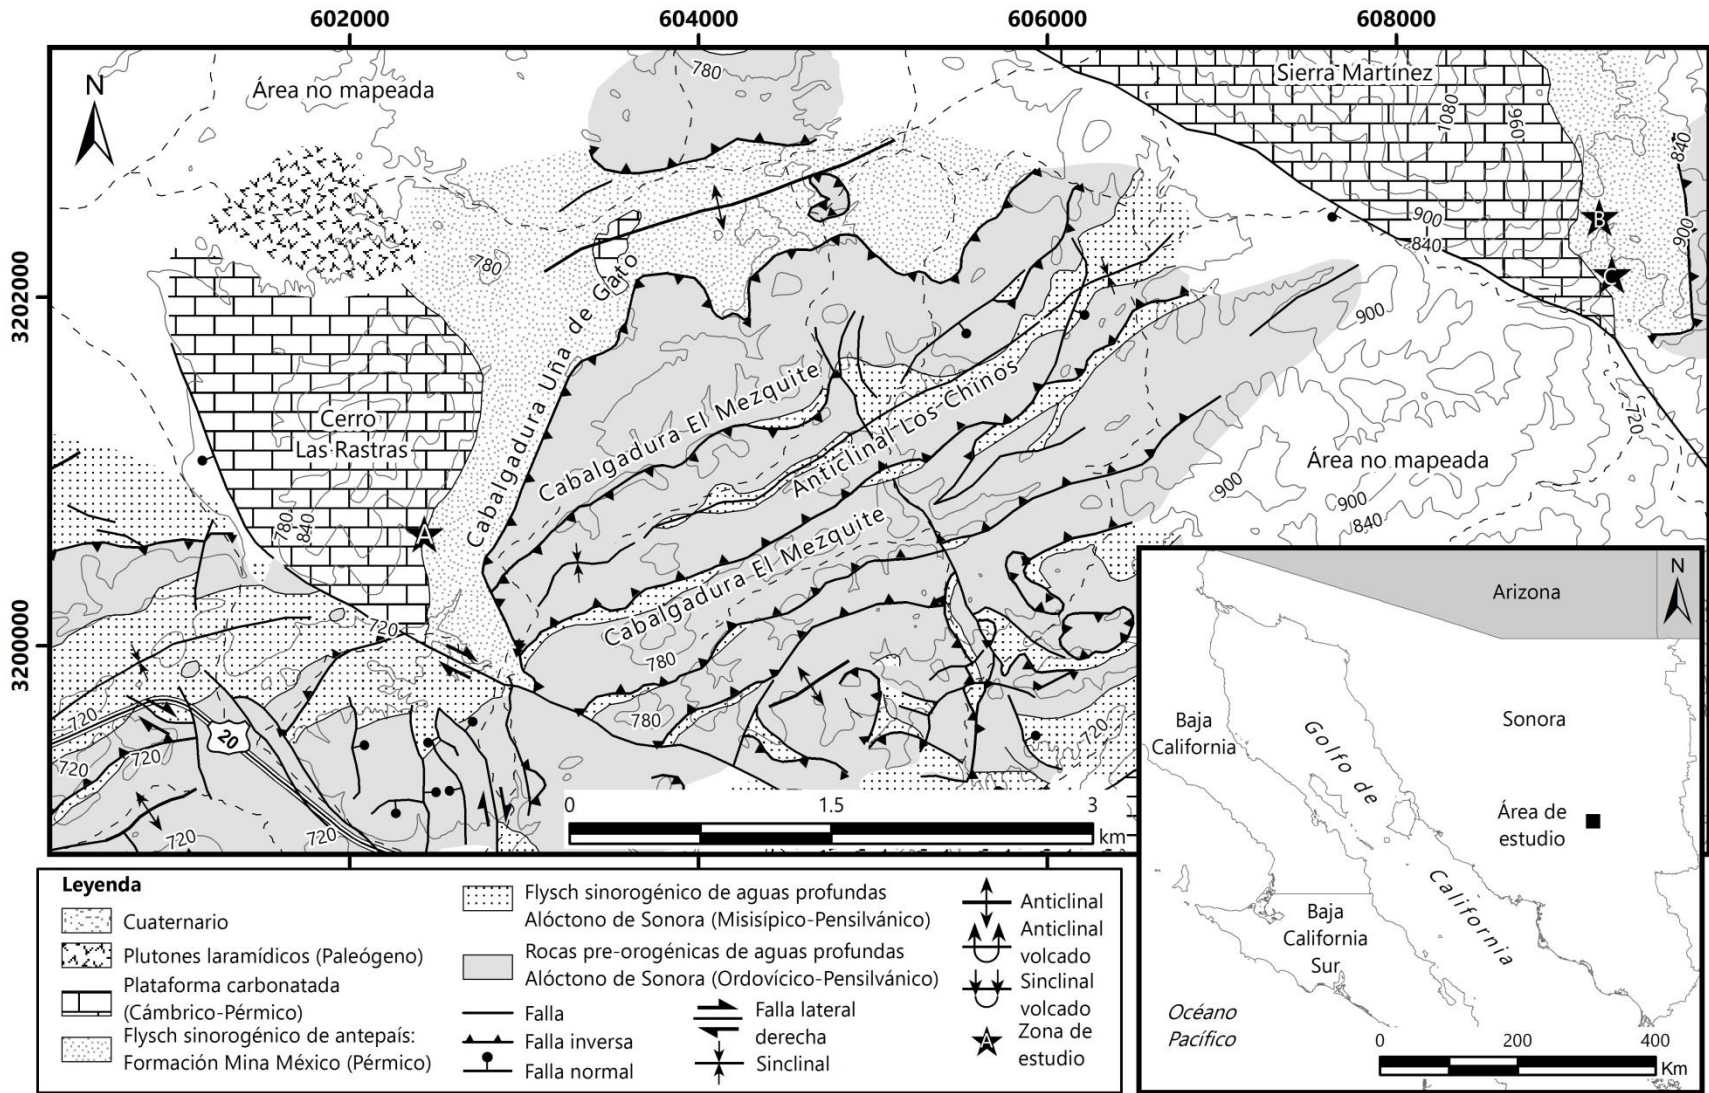 602000
604000
606000
608000
3202000
3200000
N
Área no mapeada
780
Sierra Martínez
1080
960
840
900
B
C
900
840
780
Cabalgadura Uña de Gato
Cerro
Las Rastras
780
840
A
Cabalgadura El Mezquite
Anticlinal Los Chinos
Cabalgadura El Mezquite
900
720
Área no mapeada
900
900
840
720
780
780
720
720
20
720
720
720
720
0
1.5
3
km
Leyenda
Cuaternario
Plutones laramídicos (Paleógeno)
Plataforma carbonatada
(Cámbrico-Pérmico)
Flysch sinorogénico de antepaís:
Formación Mina México (Pérmico)
Flysch sinorogénico de aguas profundas
Alóctono de Sonora (Misisípico-Pensilvánico)
Rocas pre-orogénicas de aguas profundas
Alóctono de Sonora (Ordovícico-Pensilvánico)
Falla
Falla inversa
Falla normal
Falla lateral
derecha
Sinclinal
Anticlinal
Anticlinal
volcado
Sinclinal
volcado
A
Zona de
estudio
Arizona
N
Baja
California
Golfo de
California
Sonora
Área de
estudio
Baja
California
Sur
Océano
Pacífico
0
200
400
Km